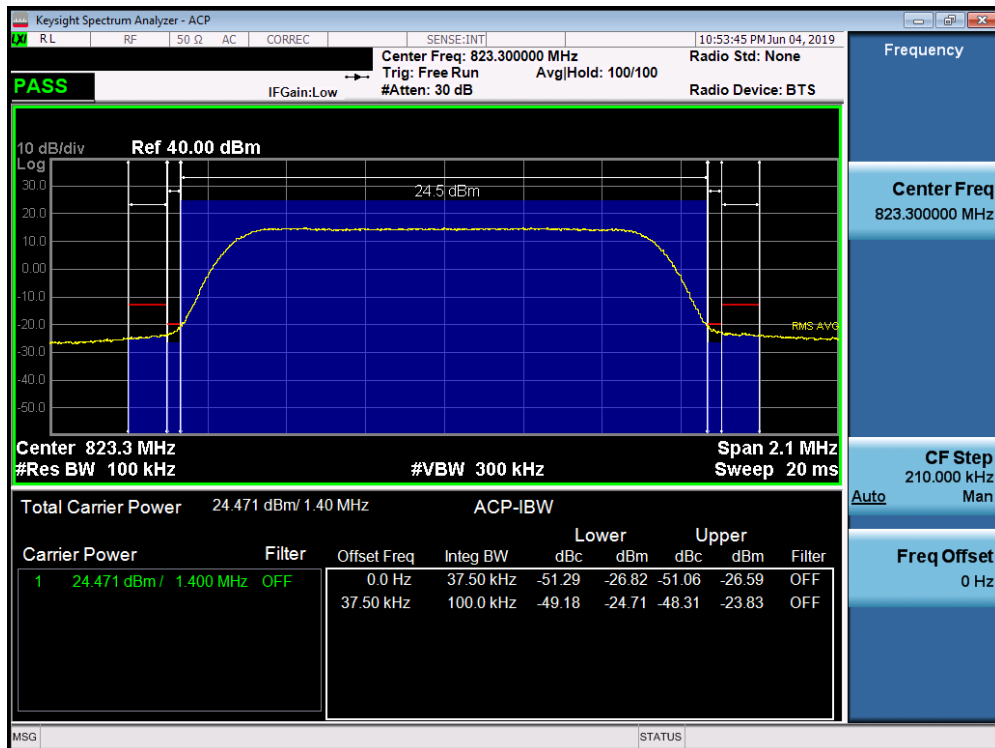 Keysight Spectrum Analyzer - ACP
LXI RL RF 50 Ω AC CORREC SENSE:INT 10:53:45 PM Jun 04, 2019
Center Freq: 823.300000 MHz Radio Std: None
Trig: Free Run Avg|Hold: 100/100
PASS IFGain:Low #Atten: 30 dB Radio Device: BTS
10 dB/div Ref 40.00 dBm
Log
30.0
24.5 dBm
20.0
10.0
0.00
-10.0
-20.0
RMS AVG
-30.0
-40.0
-50.0
Center 823.3 MHz Span 2.1 MHz
#Res BW 100 kHz #VBW 300 kHz Sweep 20 ms
Total Carrier Power 24.471 dBm/ 1.40 MHz ACP-IBW
Lower Upper
Carrier Power Filter Offset Freq Integ BW dBc dBm dBc dBm Filter
1 24.471 dBm / 1.400 MHz OFF 0.0 Hz 37.50 kHz -51.29 -26.82 -51.06 -26.59 OFF
37.50 kHz 100.0 kHz -49.18 -24.71 -48.31 -23.83 OFF
MSG STATUS
Frequency
Center Freq
823.300000 MHz
CF Step
210.000 kHz
Auto Man
Freq Offset
0 Hz